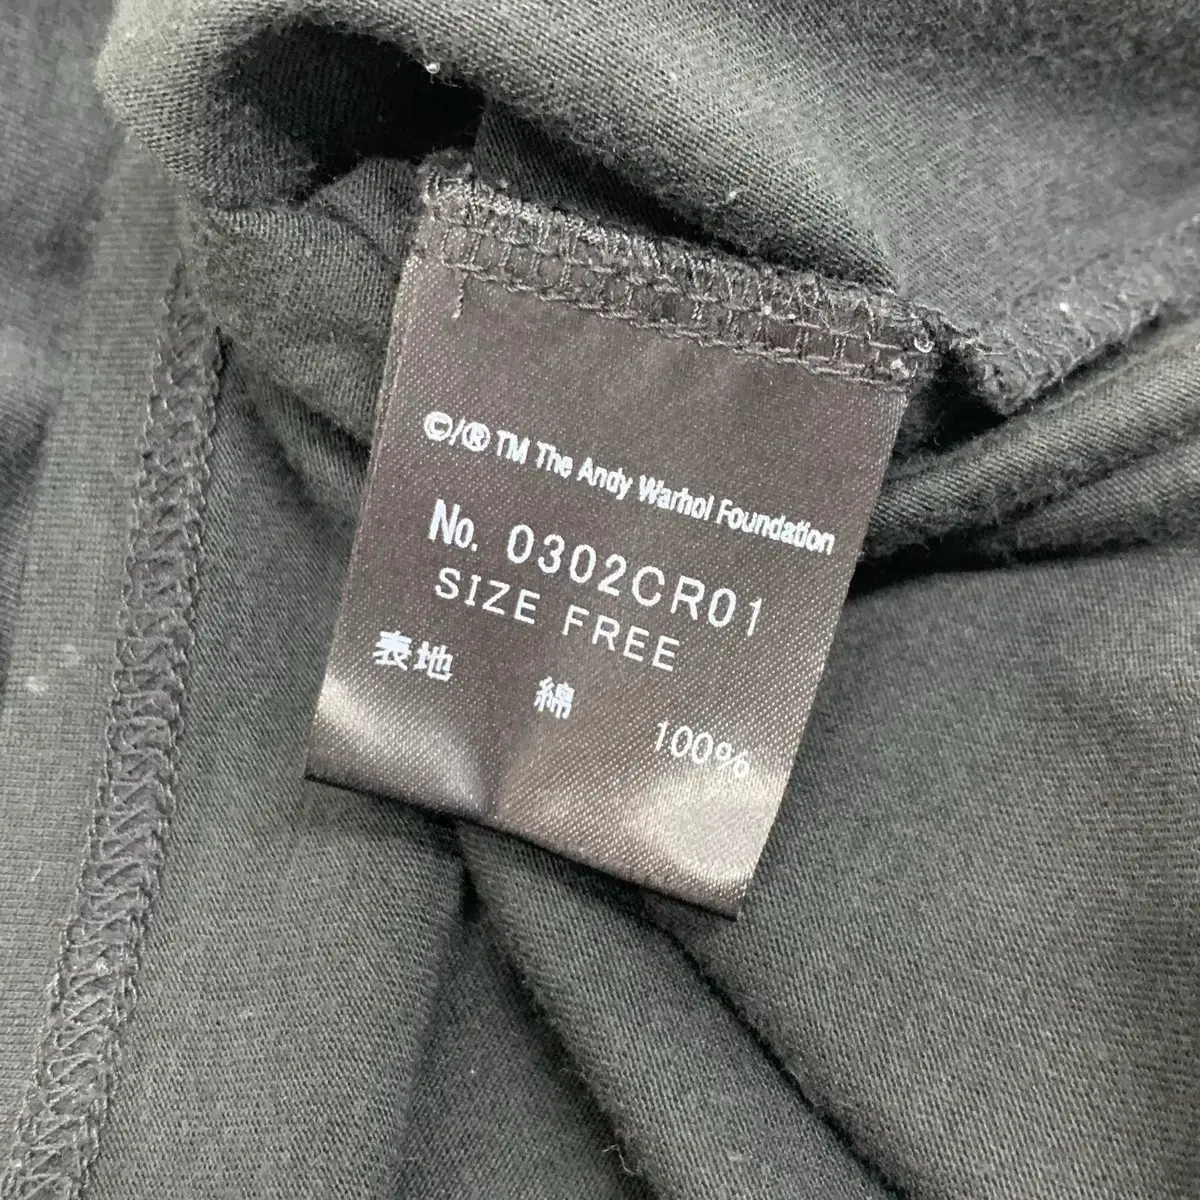 ©/® TM The Andy Warhol Foundation
No. 0302CR01
SIZE FREE
表地 綿 100%